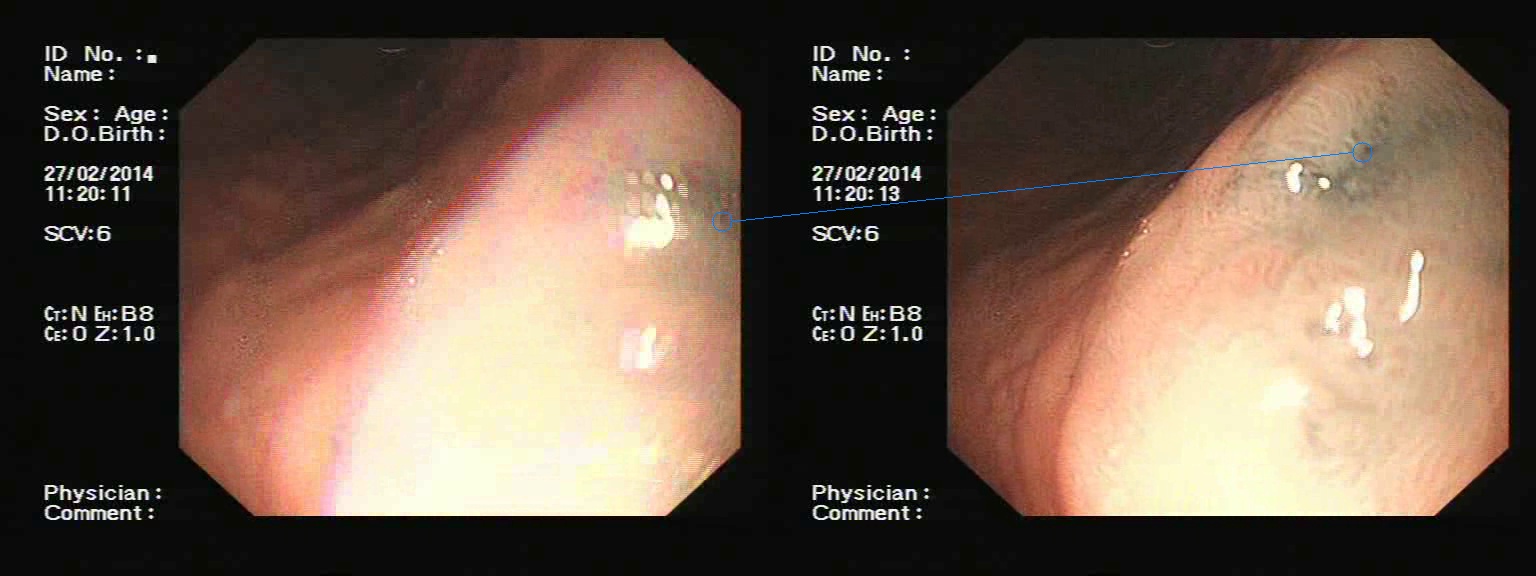 ID No. :
Name:
Sex: Age:
D.O.Birth:
27/02/2014
11:20:11
SCV:6
CT:N EH:B8
CE:0 Z:1.0
Physician:
Comment:
ID No. :
Name:
Sex: Age:
D.O.Birth:
27/02/2014
11:20:13
SCV:6
CT:N EH:B8
CE:0 Z:1.0
Physician:
Comment: